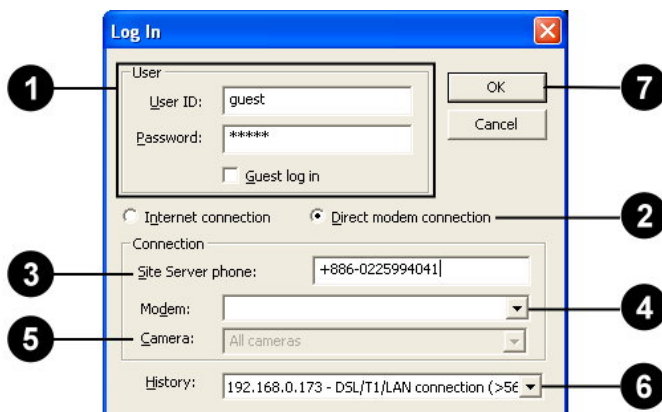 Log In
1
User
User ID: guest
OK
7
Password: *****
Cancel
Guest log in
Internet connection
Direct modem connection
2
Connection
3
Site Server phone: +886-0225994041
Modem:
4
5
Camera: All cameras
History: 192.168.0.173 - DSL/T1/LAN connection (>56
6